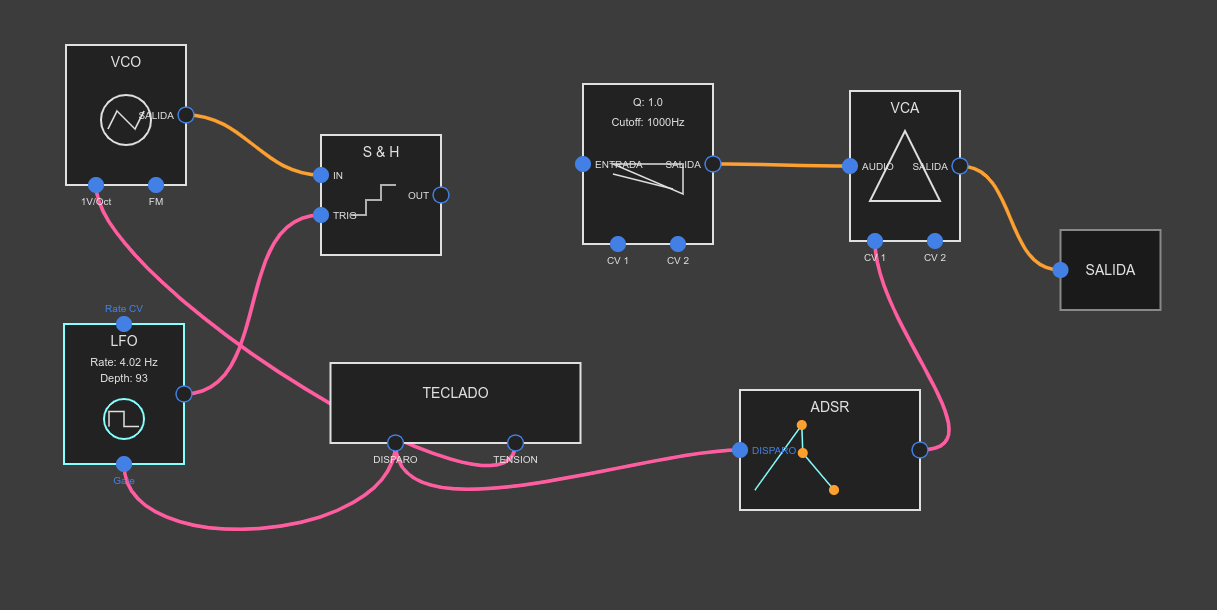 VCO
SALIDA
1V/Oct
FM
S & H
IN
OUT
TRIG
Q: 1.0
Cutoff: 1000Hz
ENTRADA
SALIDA
CV 1
CV 2
VCA
AUDIO
SALIDA
CV 1
CV 2
SALIDA
Rate CV
LFO
Rate: 4.02 Hz
Depth: 93
Gate
TECLADO
DISPARO
TENSION
ADSR
DISPARO